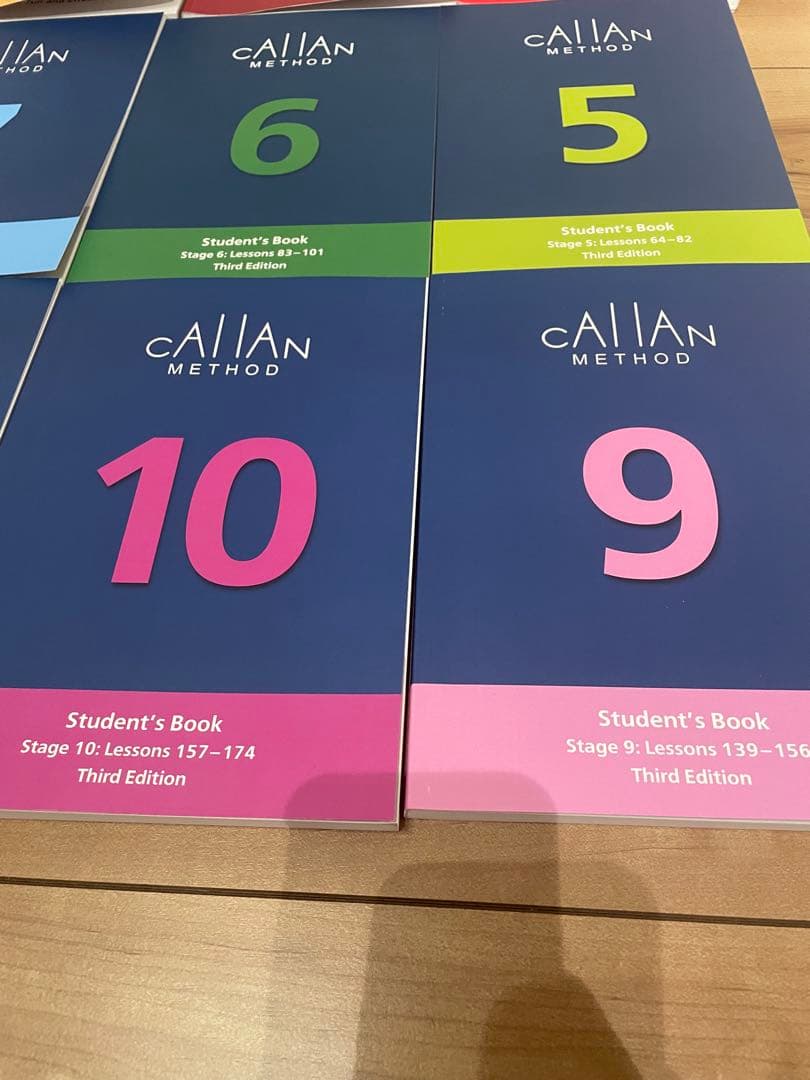 CAllAN
METHOD
6
Student's Book
Stage 6: Lessons 83–101
Third Edition
CAllAN
METHOD
5
Student's Book
Stage 5: Lessons 64–82
Third Edition
CAllAN
METHOD
10
Student's Book
Stage 10: Lessons 157–174
Third Edition
CAllAN
METHOD
9
Student's Book
Stage 9: Lessons 139–156
Third Edition